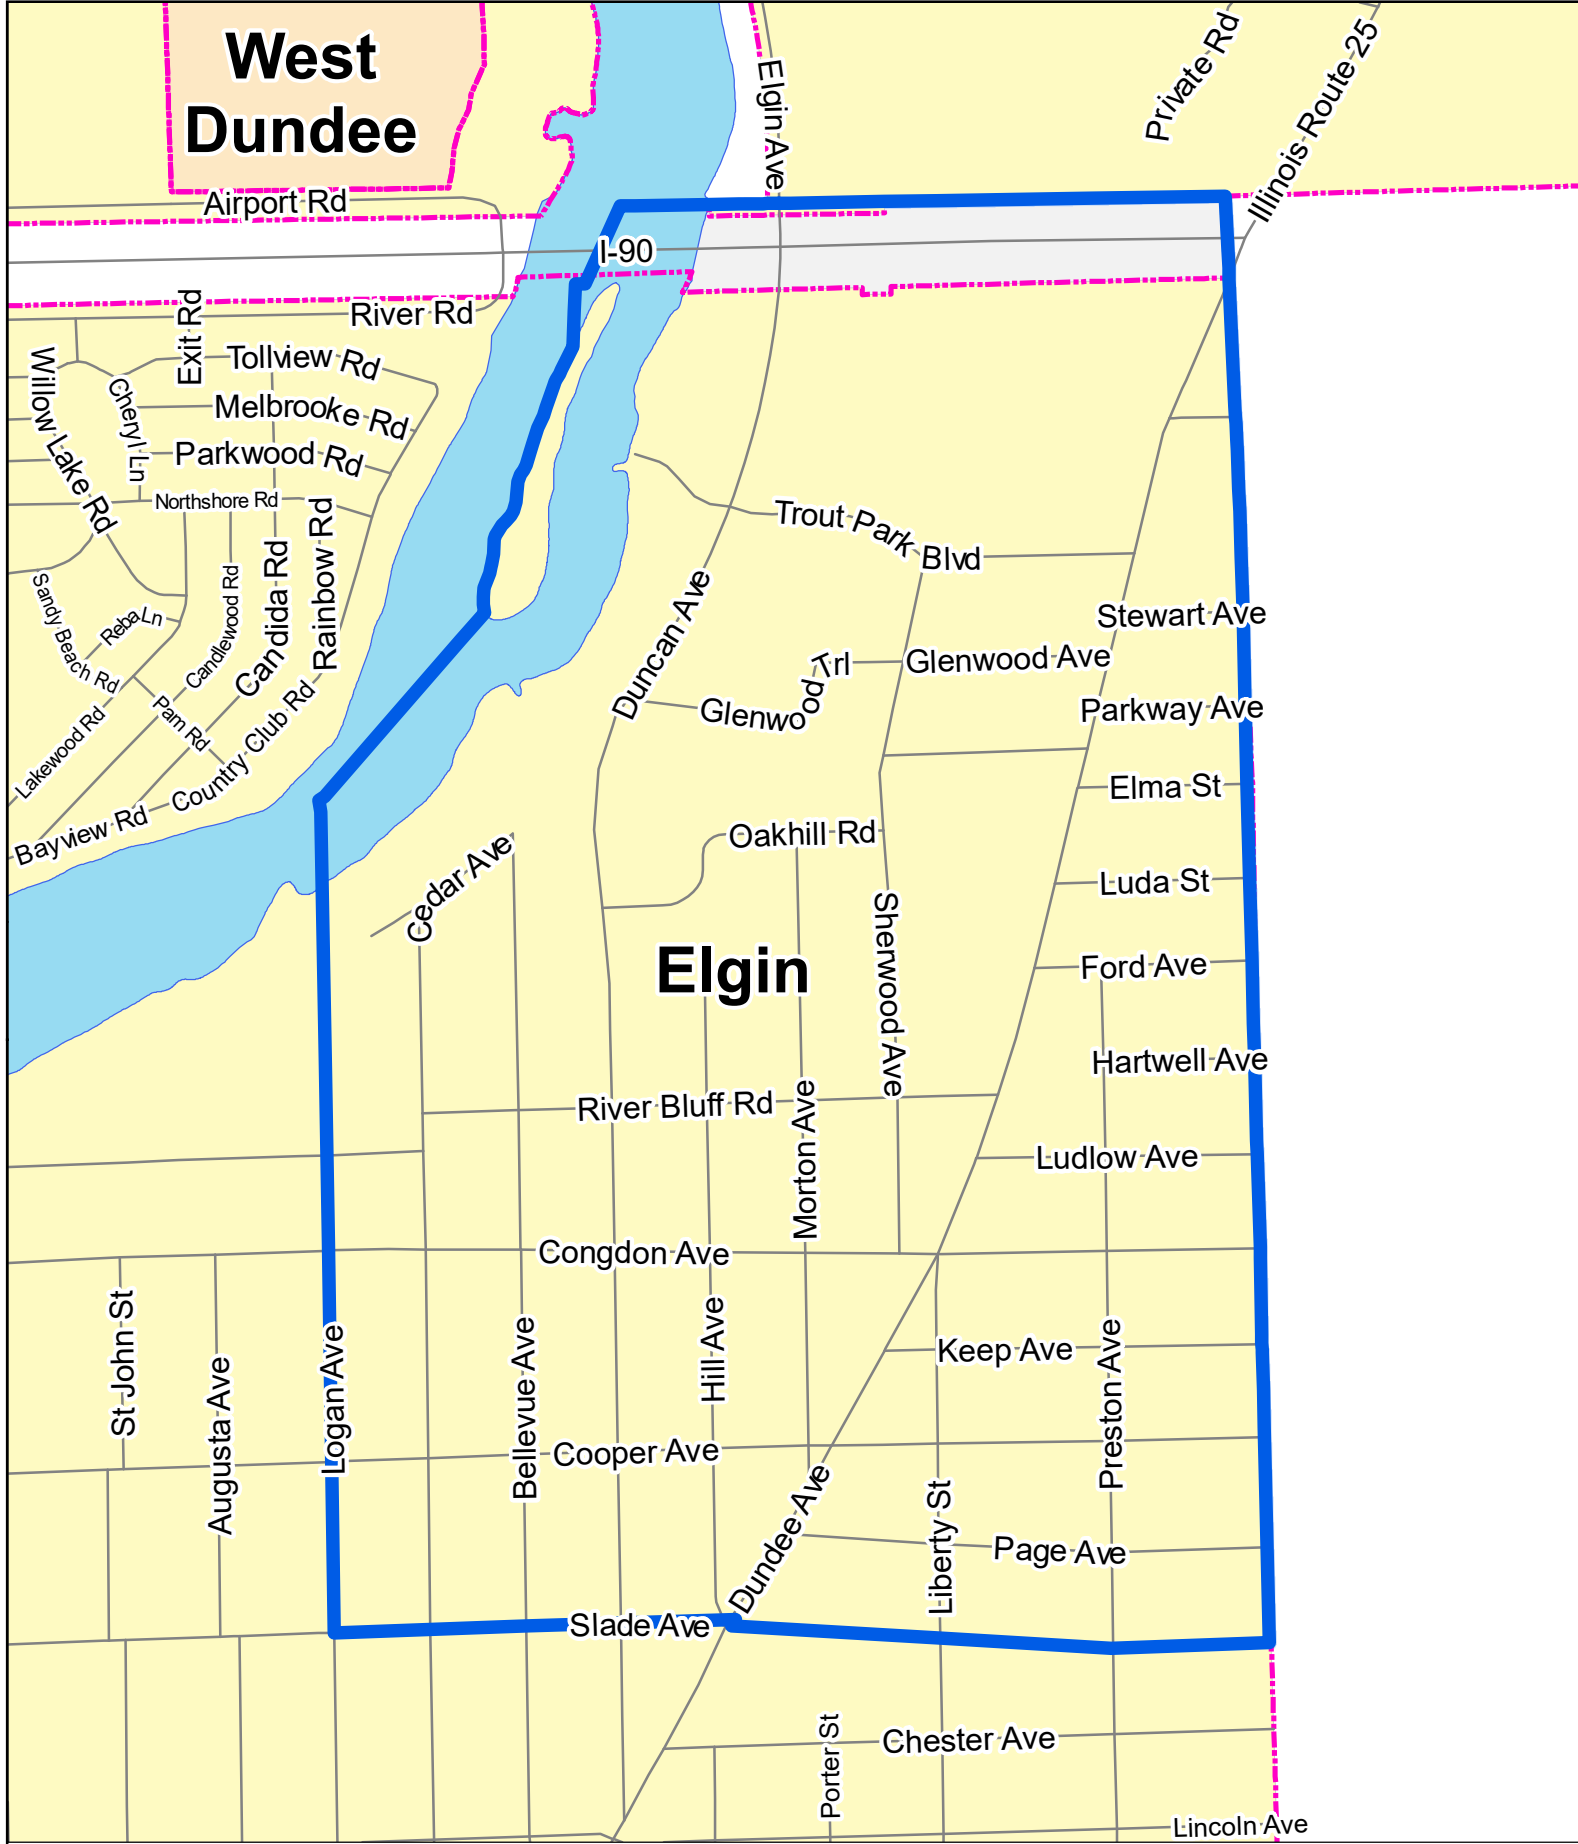 West
Dundee
Elgin Ave
Private Rd
Illinois Route 25
Airport Rd
I-90
River Rd
Exit Rd
Tollview Rd
Willow Lake Rd
Cheryl Ln
Melbrooke Rd
Parkwood Rd
Northshore Rd
Trout Park Blvd
Sandy Beach Rd
Reba Ln
Candlewood Rd
Candida Rd
Rainbow Rd
Duncan Ave
Stewart Ave
Glenwood Trl
Glenwood Ave
Parkway Ave
Lakewood Rd
Pam Rd
Country Club Rd
Elma St
Bayview Rd
Cedar Ave
Oakhill Rd
Luda St
Sherwood Ave
Elgin
Ford Ave
Hartwell Ave
River Bluff Rd
Morton Ave
Ludlow Ave
Congdon Ave
St John St
Augusta Ave
Logan Ave
Bellevue Ave
Hill Ave
Keep Ave
Preston Ave
Cooper Ave
Dundee Ave
Liberty St
Page Ave
Slade Ave
Porter St
Chester Ave
Lincoln Ave